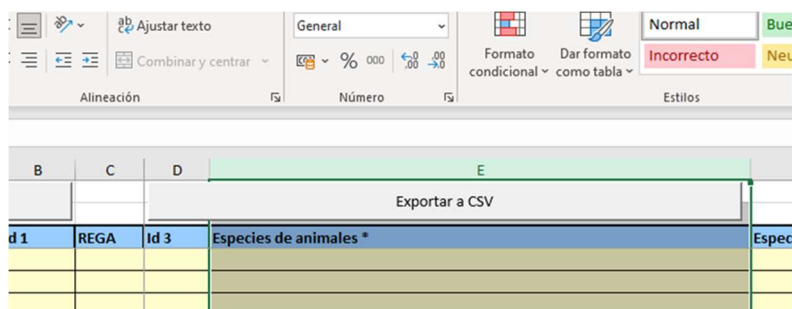 ab Ajustar texto
General
Normal
Bue
Combinar y centrar
% 000
Formato condicional
Dar formato como tabla
Incorrecto
Neu
Alineación
Número
Estilos
B C D E
Exportar a CSV
d 1 REGA Id 3 Especies de animales * Espec